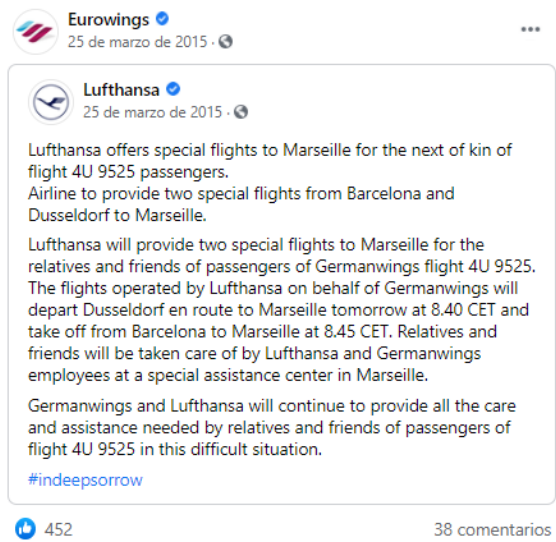 Eurowings
25 de marzo de 2015 ·
Lufthansa
25 de marzo de 2015 ·
Lufthansa offers special flights to Marseille for the next of kin of
flight 4U 9525 passengers.
Airline to provide two special flights from Barcelona and
Dusseldorf to Marseille.
Lufthansa will provide two special flights to Marseille for the
relatives and friends of passengers of Germanwings flight 4U 9525.
The flights operated by Lufthansa on behalf of Germanwings will
depart Dusseldorf en route to Marseille tomorrow at 8.40 CET and
take off from Barcelona to Marseille at 8.45 CET. Relatives and
friends will be taken care of by Lufthansa and Germanwings
employees at a special assistance center in Marseille.
Germanwings and Lufthansa will continue to provide all the care
and assistance needed by relatives and friends of passengers of
flight 4U 9525 in this difficult situation.
#indeepsorrow
452 38 comentarios